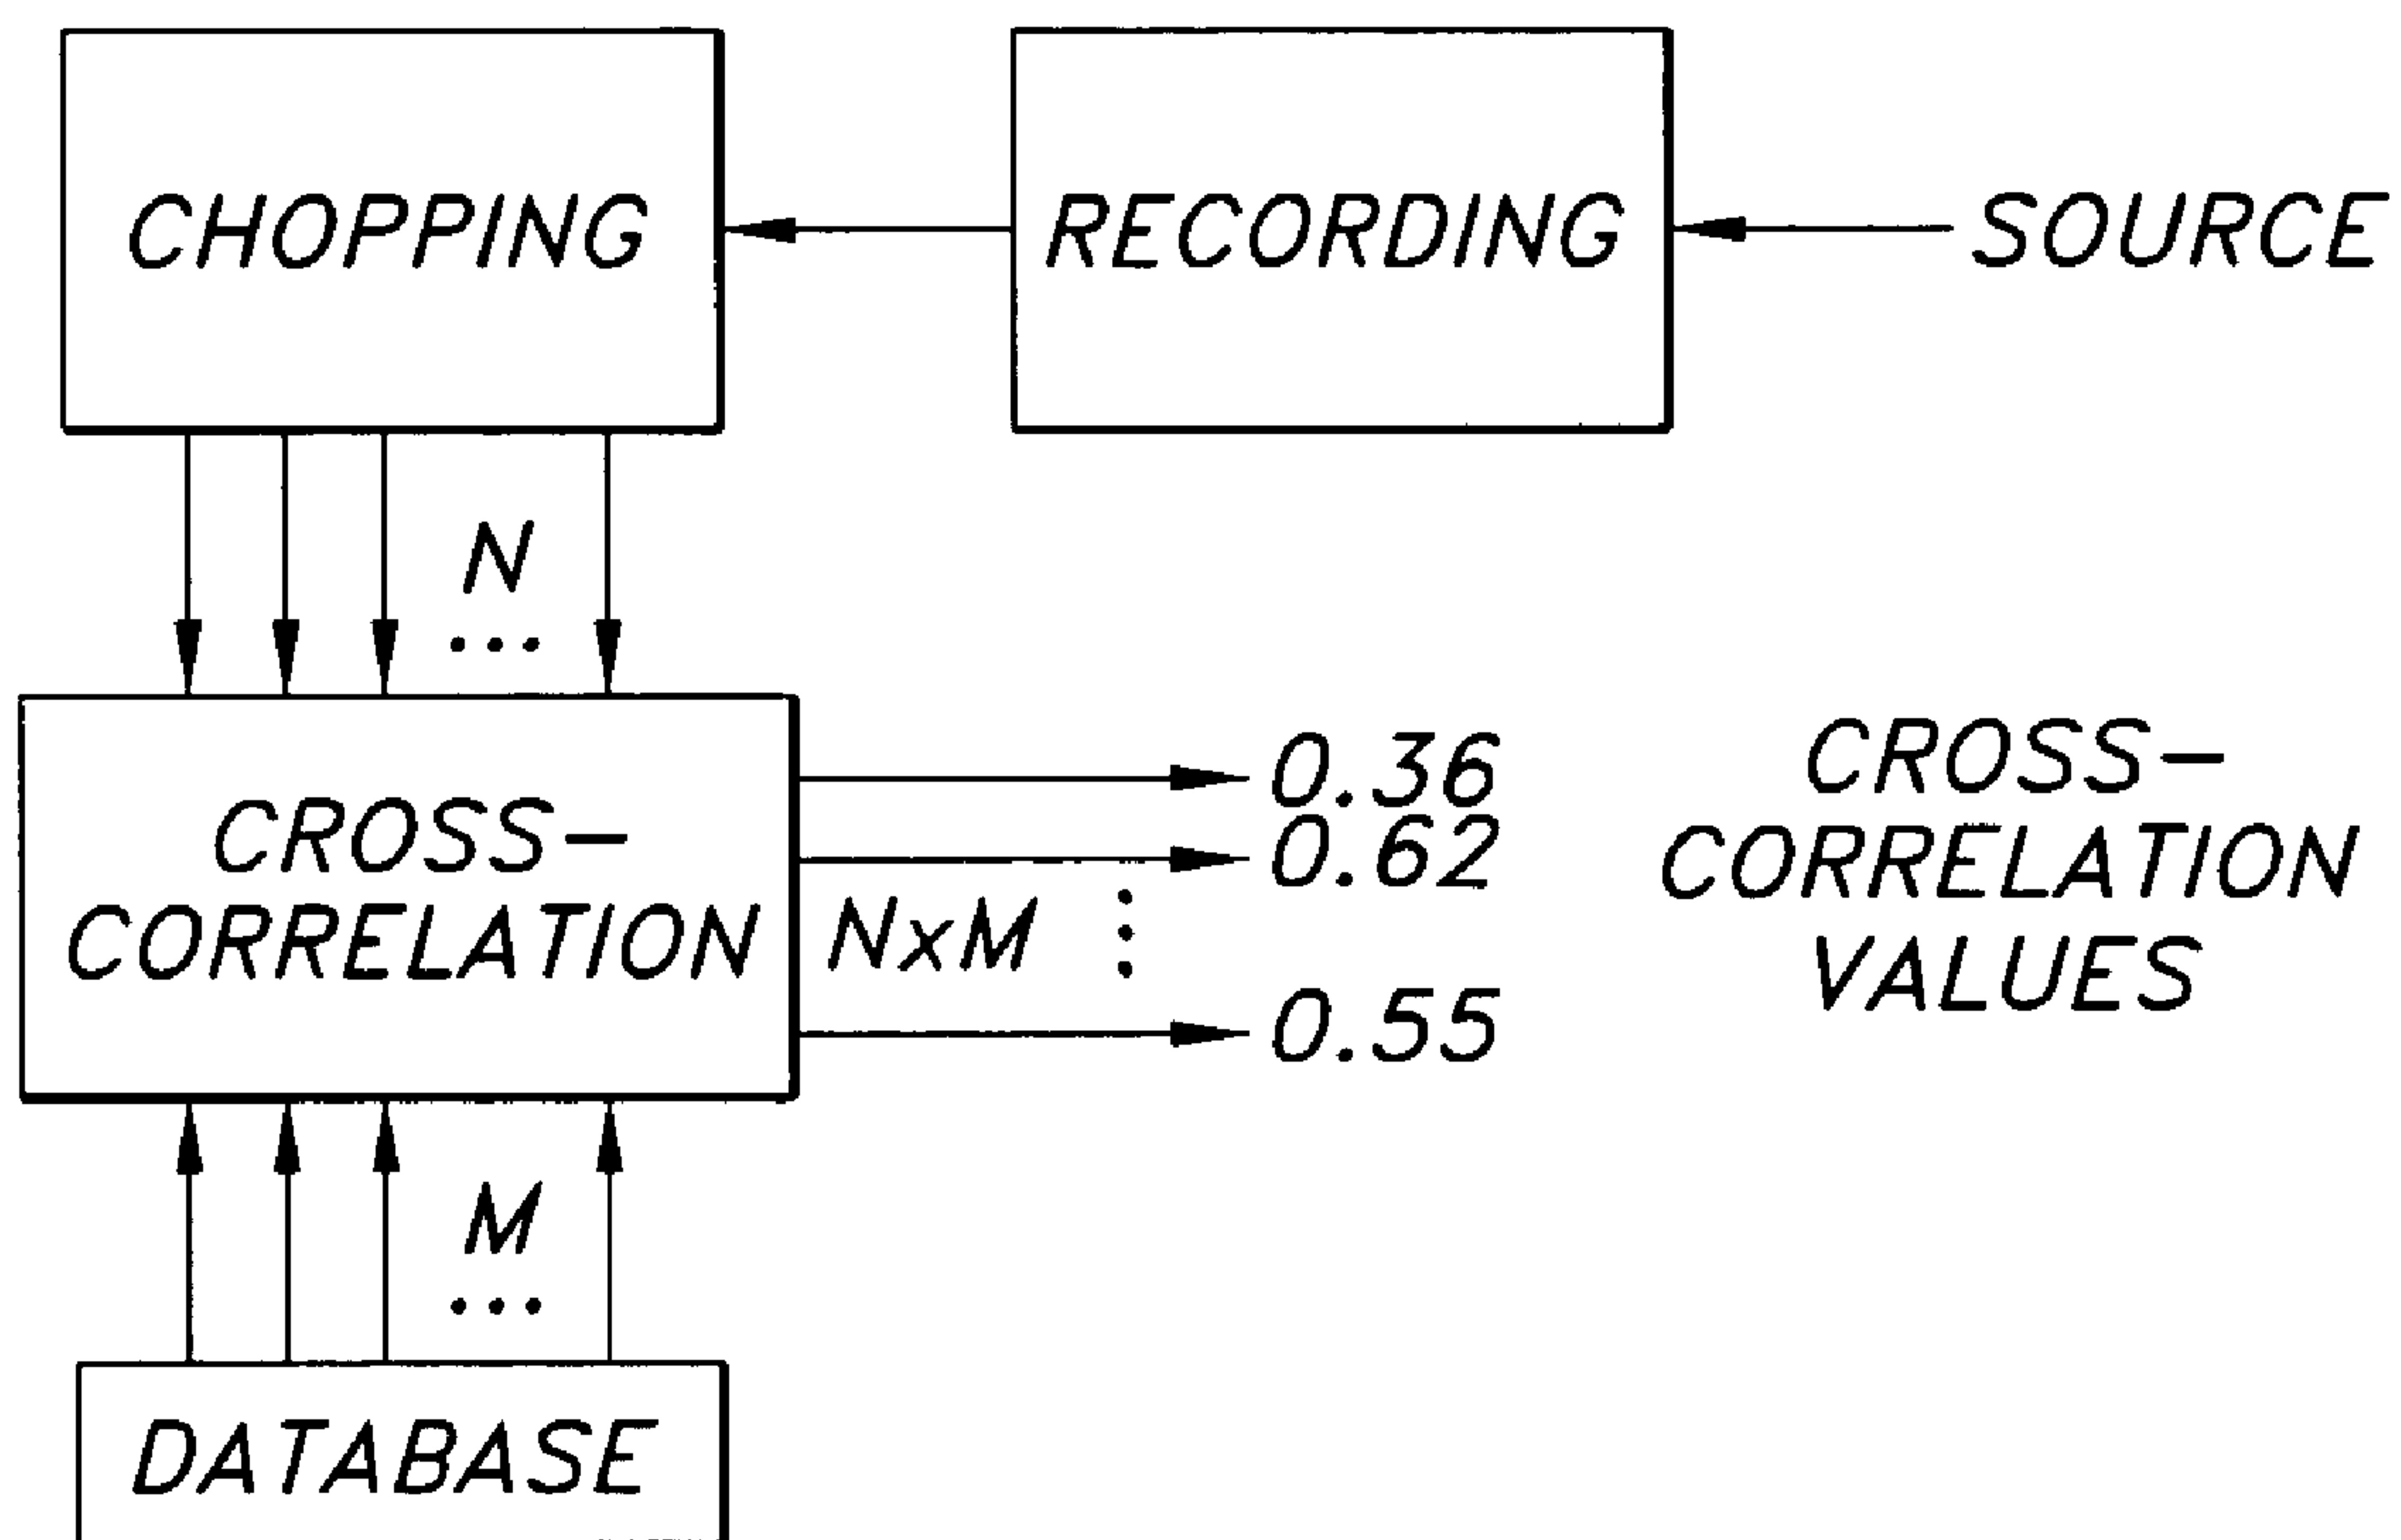 CHOPPING
RECORDING
SOURCE
N
...
CROSS-
CORRELATION
NxM
0.36
0.62
0.55
CROSS-
CORRELATION
VALUES
M
...
DATABASE